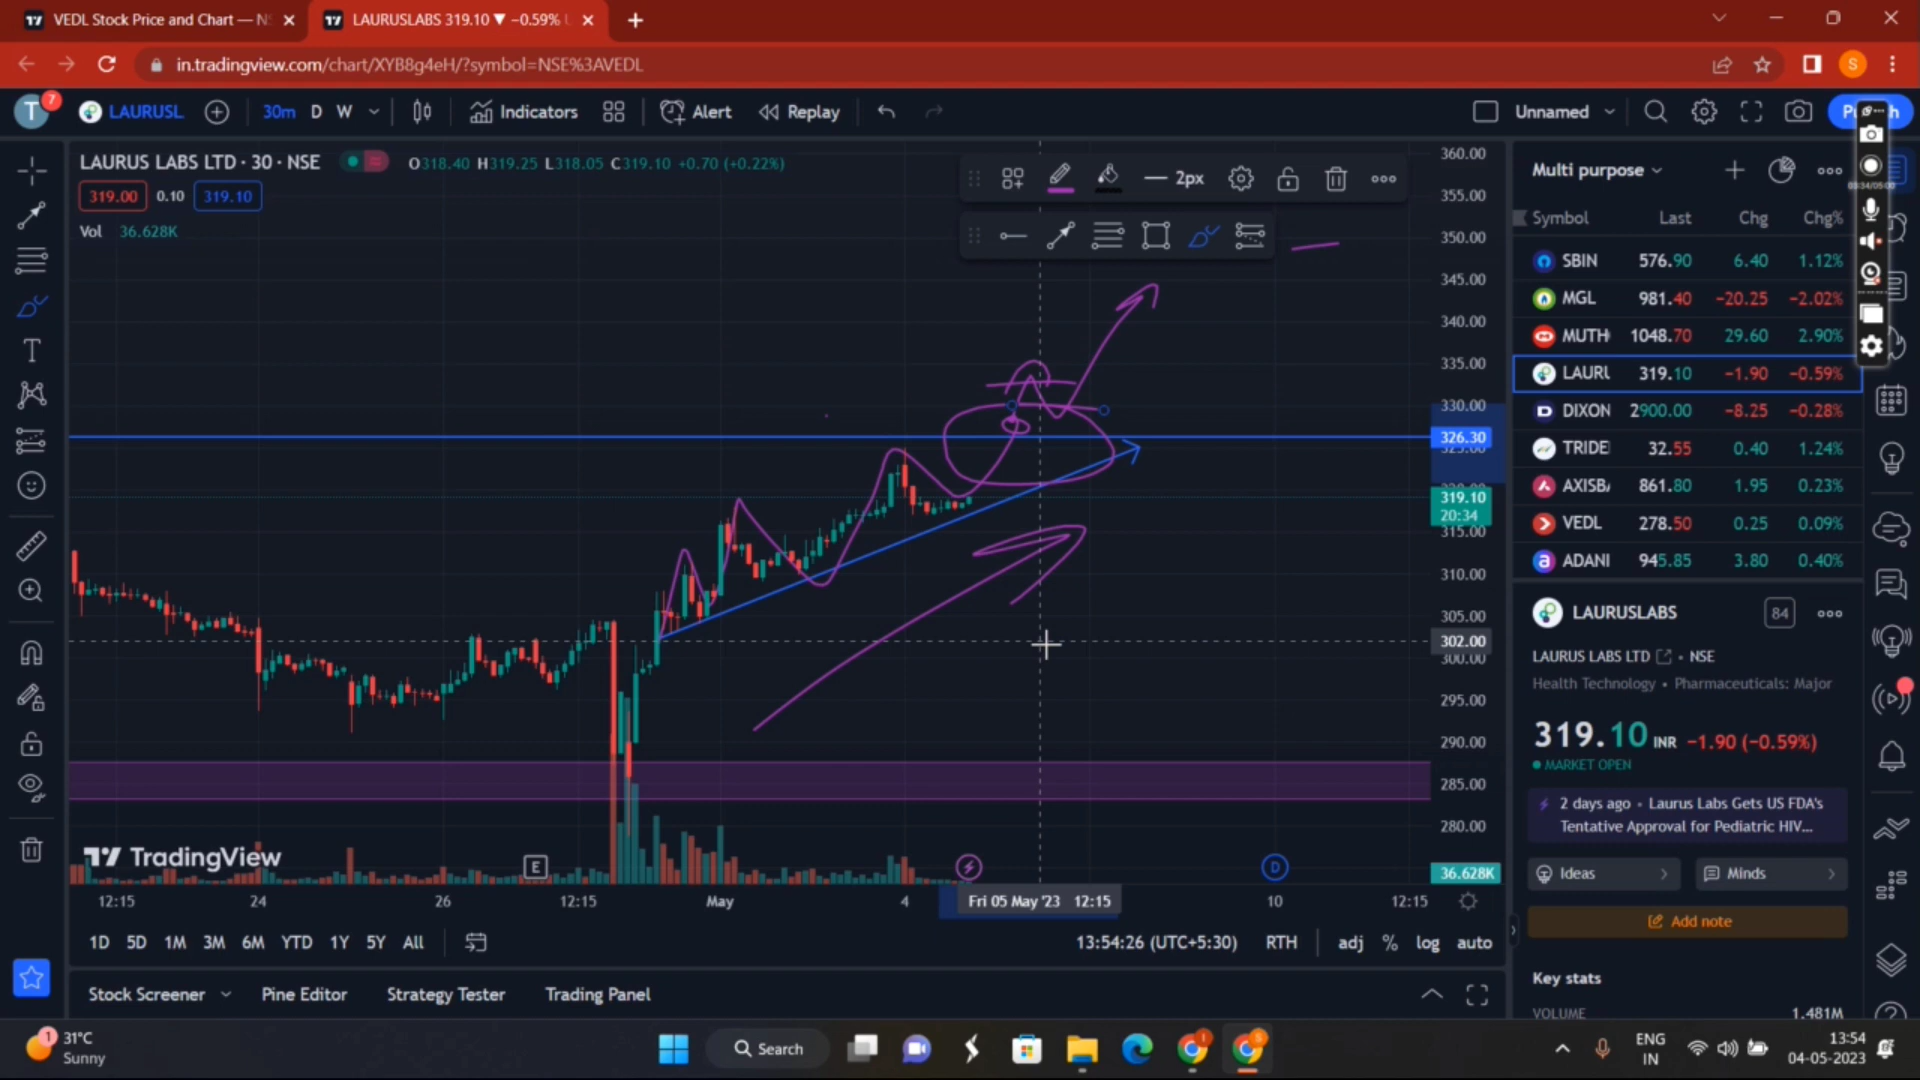 VEDL Stock Price and Chart — N
LAURUSLABS 319.10 ▼ −0.59%
in.tradingview.com/chart/XYB8g4eH/?symbol=NSE%3AVEDL
S
T
7
LAURUSL
30m D W
Indicators
Alert
Replay
Unnamed
LAURUS LABS LTD · 30 · NSE
O318.40 H319.25 L318.05 C319.10 +0.70 (+0.22%)
319.00
0.10
319.10
Vol 36.628K
2px
360.00
355.00
350.00
345.00
340.00
335.00
330.00
326.30
325.00
319.10
20:34
315.00
310.00
305.00
302.00
300.00
295.00
290.00
285.00
280.00
36.628K
TradingView
E
D
12:15 24 26 12:15 May 4 Fri 05 May '23 12:15 10 12:15
1D 5D 1M 3M 6M YTD 1Y 5Y All
13:54:26 (UTC+5:30) RTH adj % log auto
Stock Screener Pine Editor Strategy Tester Trading Panel
Multi purpose
Symbol Last Chg Chg%
SBIN 576.90 6.40 1.12%
MGL 981.40 −20.25 −2.02%
MUTH 1048.70 29.60 2.90%
LAURU 319.10 −1.90 −0.59%
DIXON 2900.00 −8.25 −0.28%
TRIDE 32.55 0.40 1.24%
AXISBA 861.80 1.95 0.23%
VEDL 278.50 0.25 0.09%
ADANI 945.85 3.80 0.40%
LAURUSLABS
84
LAURUS LABS LTD • NSE
Health Technology • Pharmaceuticals: Major
319.10 INR −1.90 (−0.59%)
MARKET OPEN
2 days ago • Laurus Labs Gets US FDA's
Tentative Approval for Pediatric HIV...
Ideas
Minds
Add note
Key stats
VOLUME 1.481M
1
31°C
Sunny
Search
ENG
IN
13:54
04-05-2023